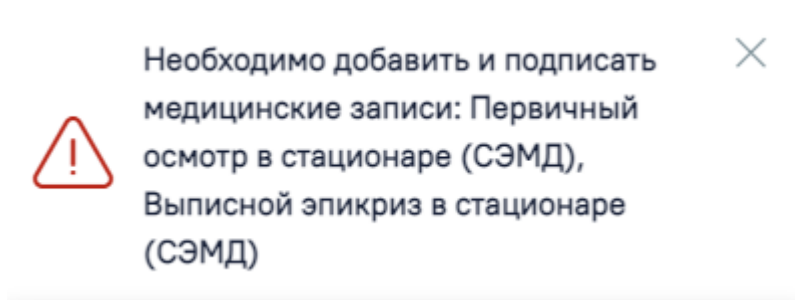 Необходимо добавить и подписать
медицинские записи: Первичный
осмотр в стационаре (СЭМД),
Выписной эпикриз в стационаре
(СЭМД)